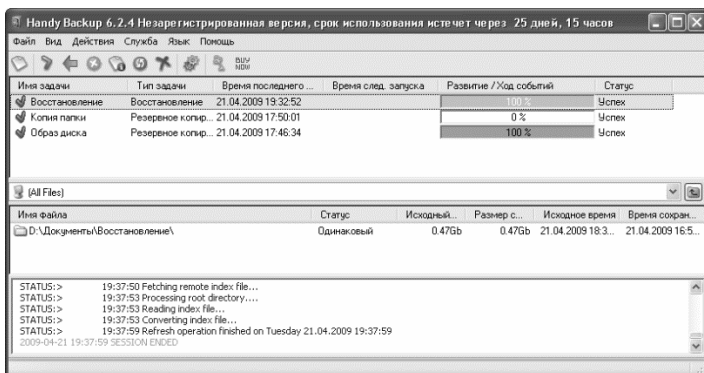 Handy Backup 6.2.4 Незарегистрированная версия, срок использования истечет через 25 дней, 15 часов
Файл Вид Действия Служба Язык Помощь
BUY NOW
Имя задачи Тип задачи Время последнего ... Время след. запуска Развитие / Ход событий Статус
Восстановление Восстановление 21.04.2009 19:32:52 100 % Успех
Копия папки Резервное копир... 21.04.2009 17:50:01 0 % Успех
Образ диска Резервное копир... 21.04.2009 17:46:34 100 % Успех
(All Files)
Имя файла Статус Исходный... Размер с... Исходное время Время сохран...
D:\Документы\Восстановление\ Одинаковый 0.47Gb 0.47Gb 21.04.2009 18:3... 21.04.2009 16:5...
STATUS:> 19:37:50 Fetching remote index file...
STATUS:> 19:37:53 Processing root directory....
STATUS:> 19:37:53 Reading index file...
STATUS:> 19:37:53 Converting index file...
STATUS:> 19:37:59 Refresh operation finished on Tuesday 21.04.2009 19:37:59
2009-04-21 19:37:59 SESSION ENDED